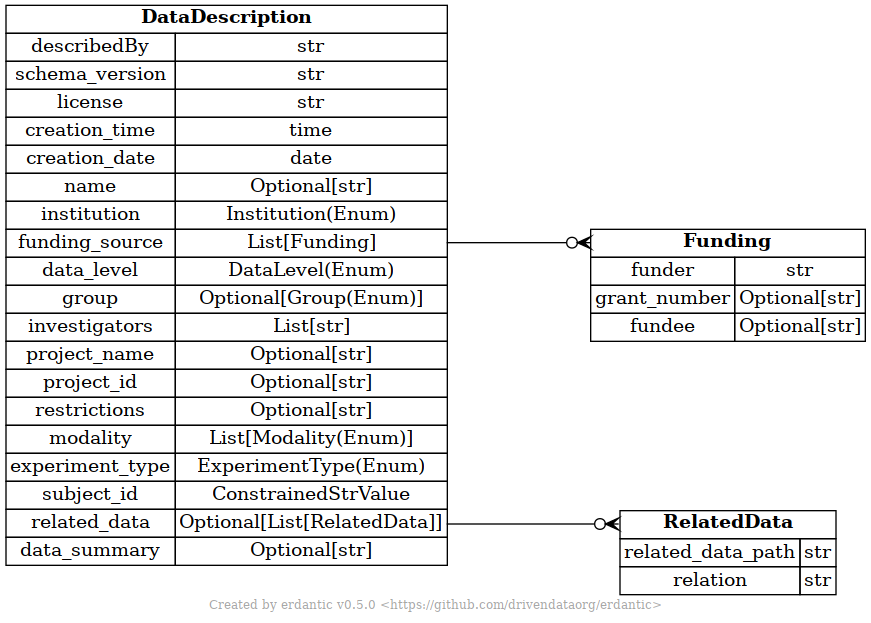 DataDescription
describedBy str
schema_version str
license str
creation_time time
creation_date date
name Optional[str]
institution Institution(Enum)
funding_source List[Funding]
data_level DataLevel(Enum)
group Optional[Group(Enum)]
investigators List[str]
project_name Optional[str]
project_id Optional[str]
restrictions Optional[str]
modality List[Modality(Enum)]
experiment_type ExperimentType(Enum)
subject_id ConstrainedStrValue
related_data Optional[List[RelatedData]]
data_summary Optional[str]
Funding
funder str
grant_number Optional[str]
fundee Optional[str]
RelatedData
related_data_path str
relation str
Created by erdantic v0.5.0 <https://github.com/drivendataorg/erdantic>